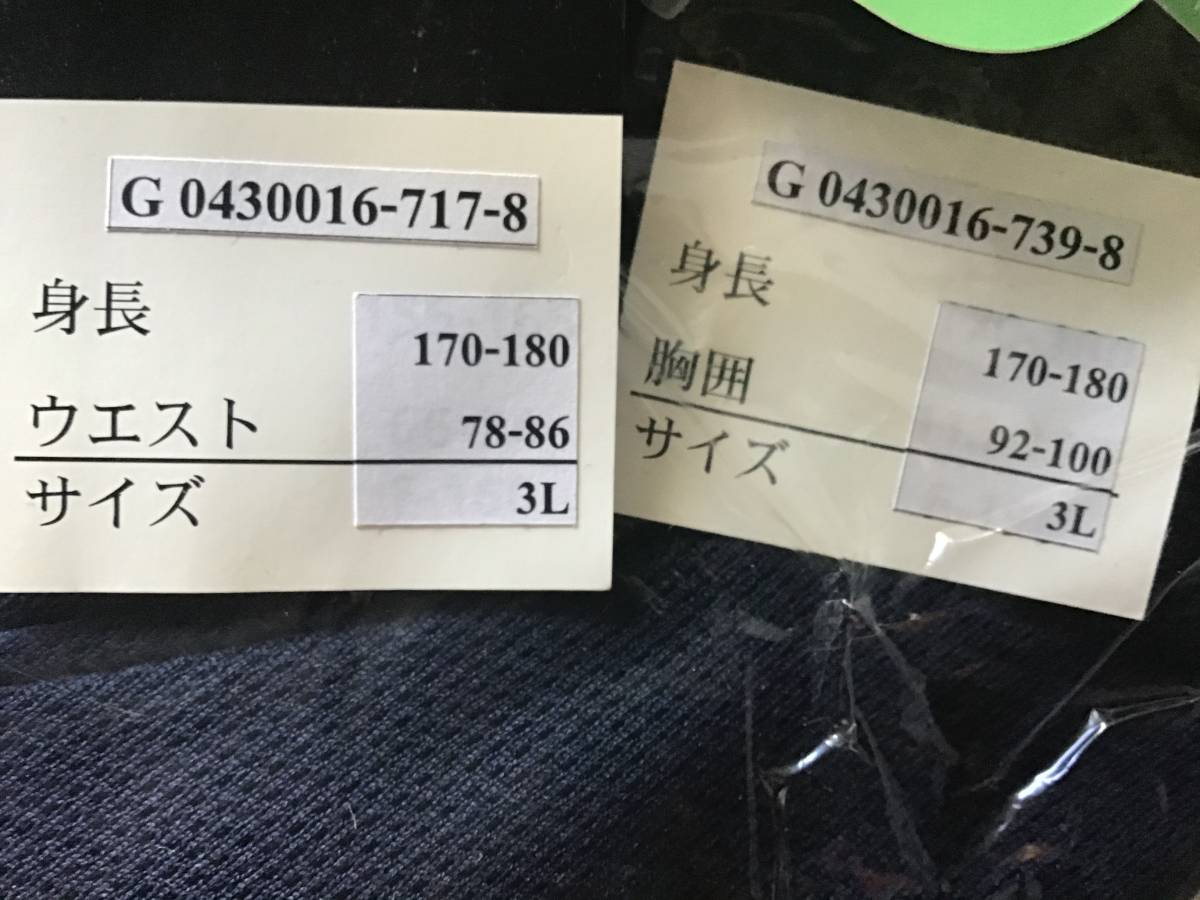 G 0430016-717-8
身長 170-180
ウエスト 78-86
サイズ 3L
G 0430016-739-8
身長 170-180
胸囲 92-100
サイズ 3L